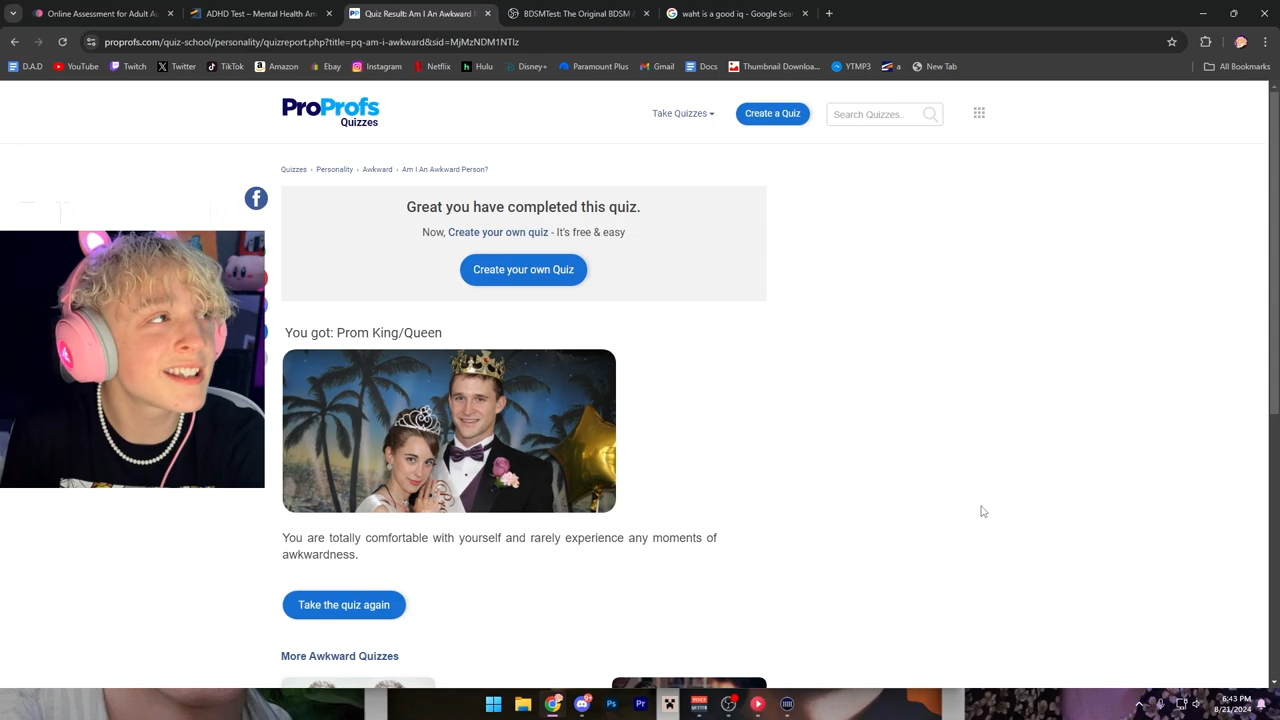 Online Assessment of Adult Ad
ADHD Test – Mental Health Am
Quiz Result: Am I An Awkward P
BDSMTest: The Original BDSM &
waht is a good iq - Google Sear
proprofs.com/quiz-school/personality/quizreport.php?title=pq-am-i-awkward&sid=MjMzNDM1NTIz
D.A.D YouTube Twitch Twitter TikTok Amazon Ebay Instagram Netflix Hulu Disney+ Paramount Plus Gmail Docs Thumbnail Downloa... YTMP3 a New Tab All Bookmarks
ProProfs
Quizzes
Take Quizzes Create a Quiz Search Quizzes..
Quizzes › Personality › Awkward › Am I An Awkward Person?
Great you have completed this quiz.
Now, Create your own quiz - It's free & easy
Create your own Quiz
You got: Prom King/Queen
You are totally comfortable with yourself and rarely experience any moments of
awkwardness.
Take the quiz again
More Awkward Quizzes
6:43 PM
8/21/2024